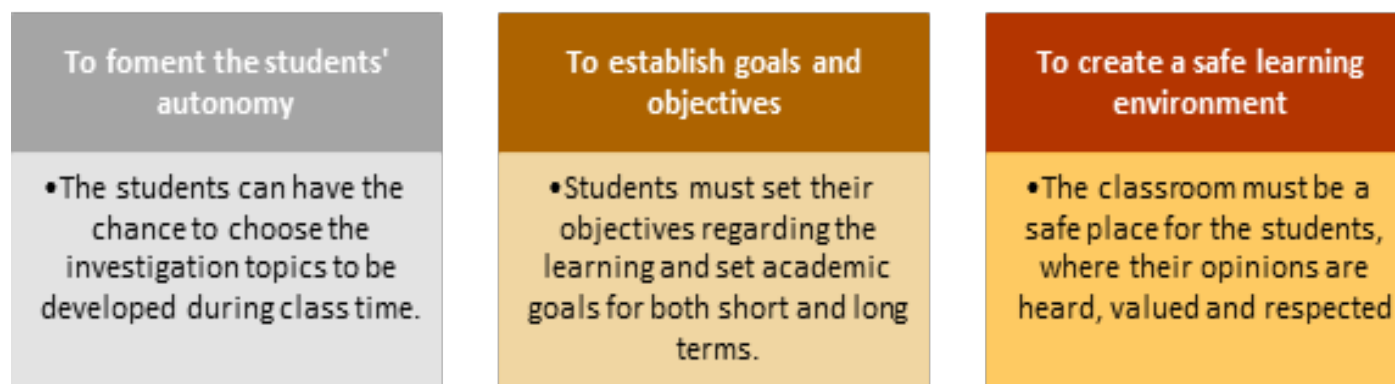 To foment the students'
autonomy
•The students can have the
chance to choose the
investigation topics to be
developed during class time.
To establish goals and
objectives
•Students must set their
objectives regarding the
learning and set academic
goals for both short and long
terms.
To create a safe learning
environment
•The classroom must be a
safe place for the students,
where their opinions are
heard, valued and respected